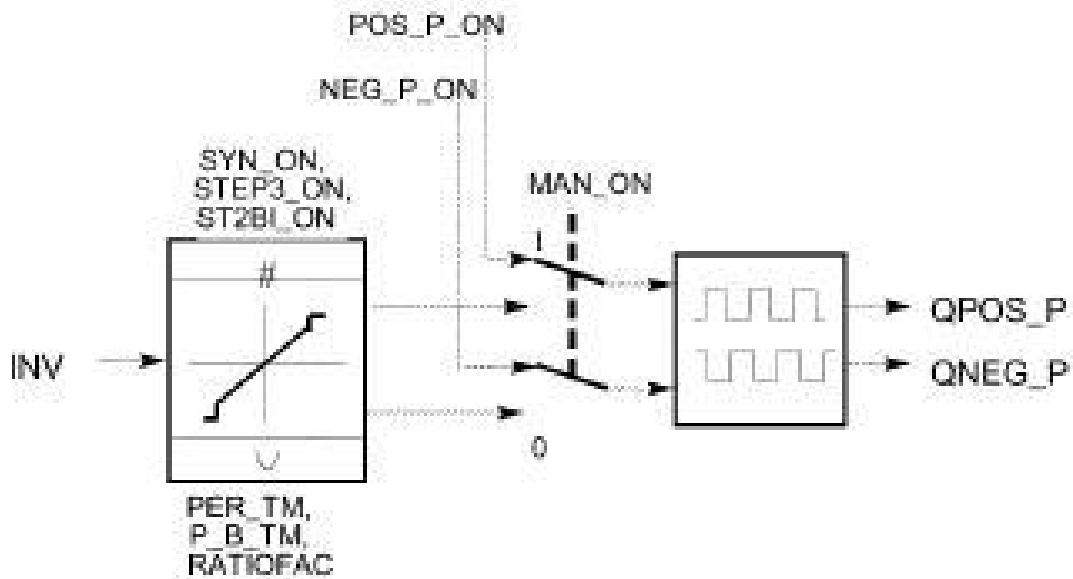 POS_P_ON
NEG_P_ON
SYN_ON,
STEP3_ON,
ST2BI_ON
MAN_ON
1
#
INV
QPOS_P
QNEG_P
0
PER_TM,
P_B_TM,
RATIOFAC